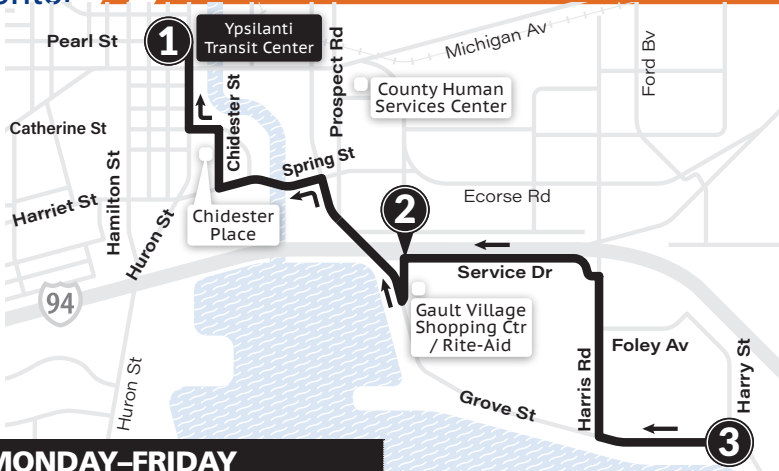 Pearl St
1
Ypsilanti
Transit Center
Prospect Rd
Michigan Av
Ford Bv
County Human
Services Center
Catherine St
Chidester St
Spring St
Hamilton St
Harriet St
Chidester
Place
Huron St
2
Ecorse Rd
Service Dr
94
Gault Village
Shopping Ctr
/ Rite-Aid
Foley Av
Harris Rd
Harry St
Huron St
Grove St
3
MONDAY–FRIDAY